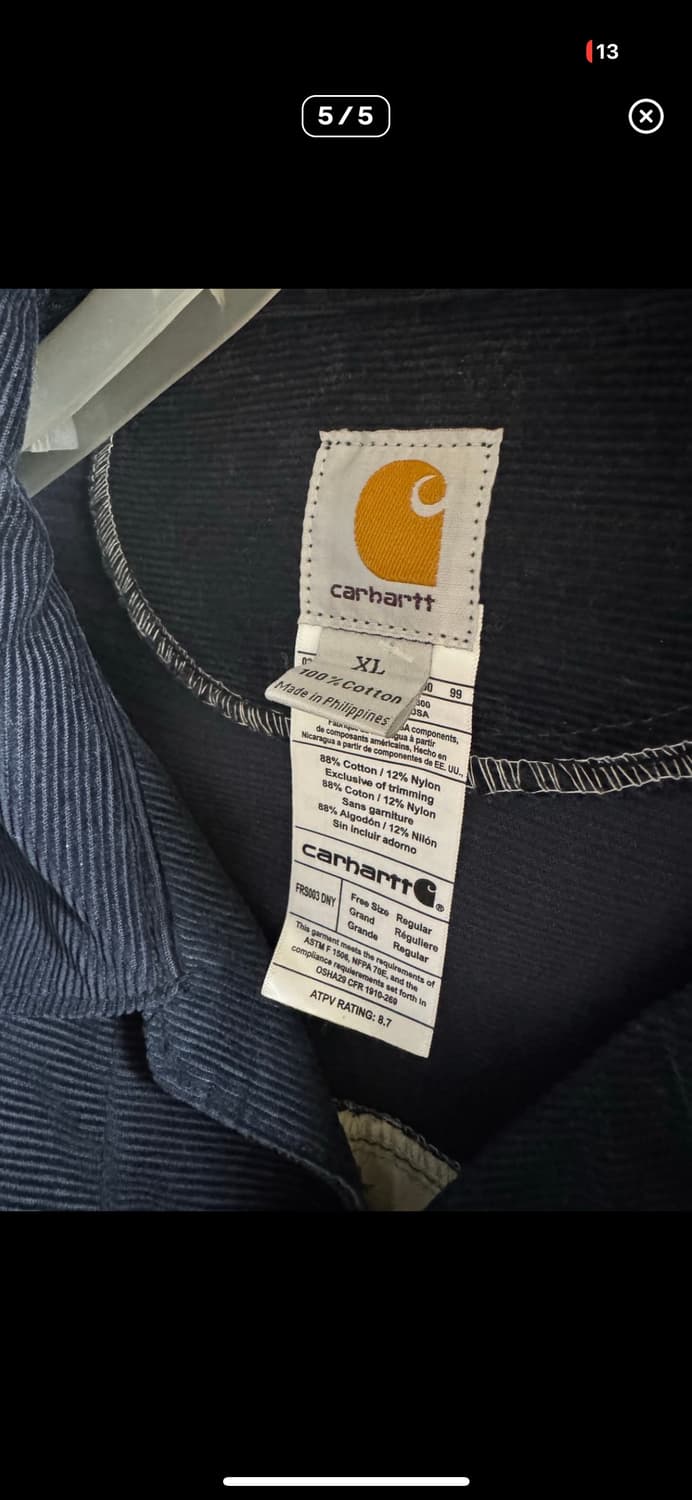 13
5/5
carhartt
XL
100% Cotton
Made in Philippines
99
A components,
de composants américains, Hecho en
Nicaragua a partir de componentes de EE. UU.,
88% Cotton / 12% Nylon
Exclusive of trimming
88% Coton / 12% Nylon
Sans garniture
88% Algodón / 12% Nilón
Sin incluir adorno
carhartt
®
FRS003 DNY
Free Size Regular
Grand Réguliere
Grande Regular
This garment meets the requirements of
ASTM F 1506, NFPA 70E, and the
compliance requierements set forth in
OSHA29 CFR 1910-269
ATPV RATING: 8.7